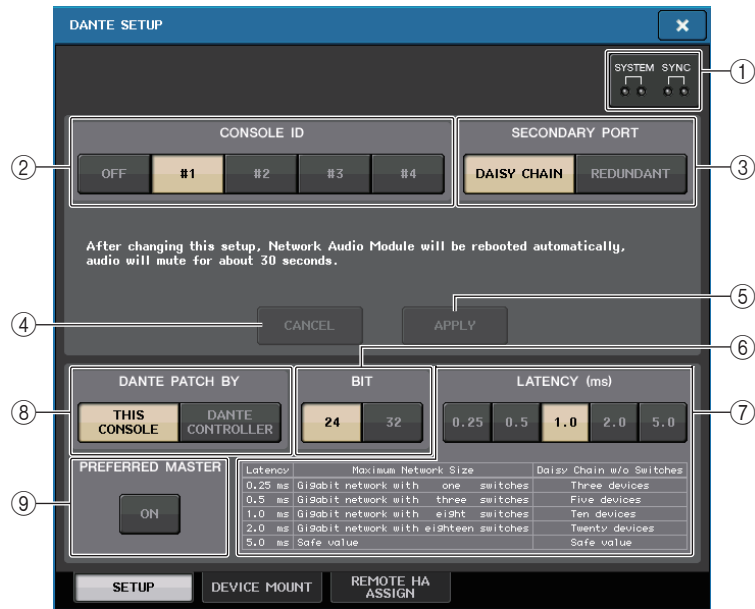 DANTE SETUP
SYSTEM SYNC
①
CONSOLE ID
SECONDARY PORT
②
OFF #1 #2 #3 #4
DAISY CHAIN REDUNDANT
③
After changing this setup, Network Audio Module will be rebooted automatically,
audio will mute for about 30 seconds.
④
CANCEL APPLY
⑤
⑥
DANTE PATCH BY
BIT
LATENCY (ms)
⑧
THIS CONSOLE
DANTE CONTROLLER
24 32
0.25 0.5 1.0 2.0 5.0
⑦
PREFERRED MASTER
⑨
ON
Latency Maximum Network Size Daisy Chain w/o Switches
0.25 ms Gigabit network with one switches Three devices
0.5 ms Gigabit network with three switches Five devices
1.0 ms Gigabit network with eight switches Ten devices
2.0 ms Gigabit network with eighteen switches Twenty devices
5.0 ms Safe value Safe value
SETUP DEVICE MOUNT REMOTE HA ASSIGN